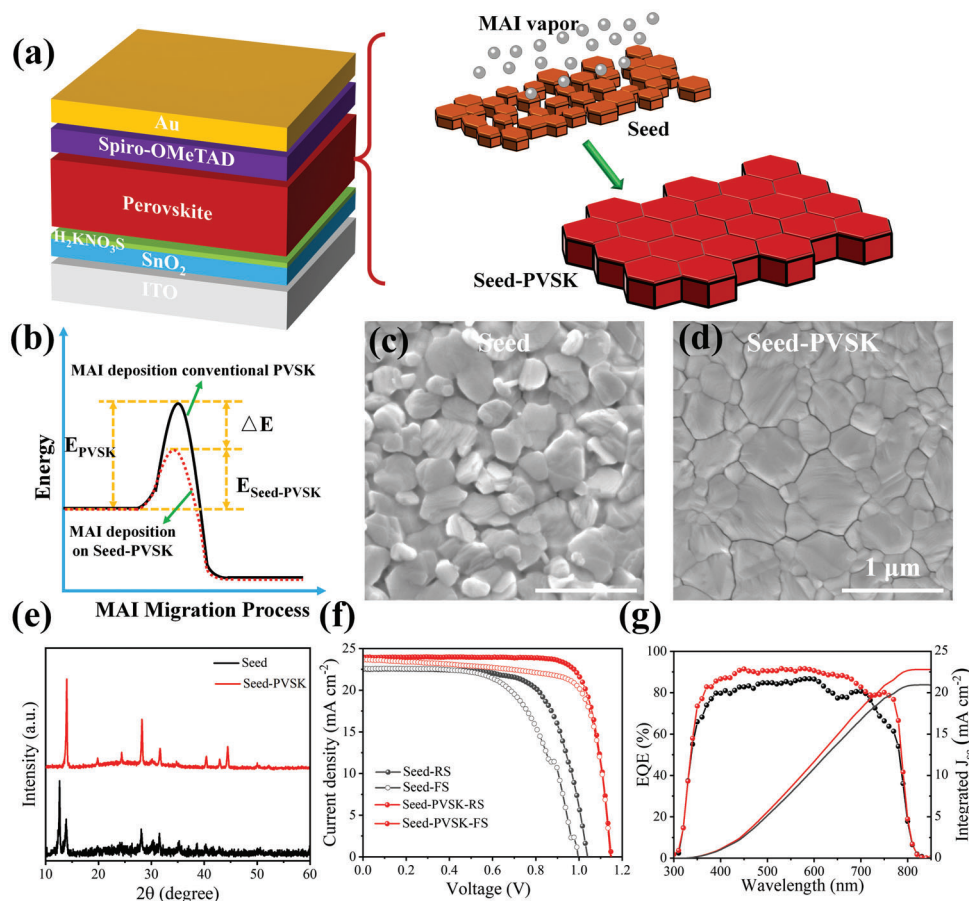 (a)
Au
Spiro-OMeTAD
Perovskite
H₂KNO₃S
SnO₂
ITO
MAI vapor
Seed
Seed-PVSK
(b)
MAI deposition conventional PVSK
△E
E_PVSK
E_Seed-PVSK
MAI deposition
on Seed-PVSK
Energy
MAI Migration Process
(c)
Seed
(d)
Seed-PVSK
1 μm
(e)
Seed
Seed-PVSK
Intensity (a.u.)
10 20 30 40 50 60
2θ (degree)
(f)
25
20
15
10
5
0
Current density (mA cm⁻²)
Seed-RS
Seed-FS
Seed-PVSK-RS
Seed-PVSK-FS
0.0 0.2 0.4 0.6 0.8 1.0 1.2
Voltage (V)
(g)
100
80
60
40
20
0
EQE (%)
25
20
15
10
5
0
Integrated J (mA cm⁻²)
300 400 500 600 700 800
Wavelength (nm)